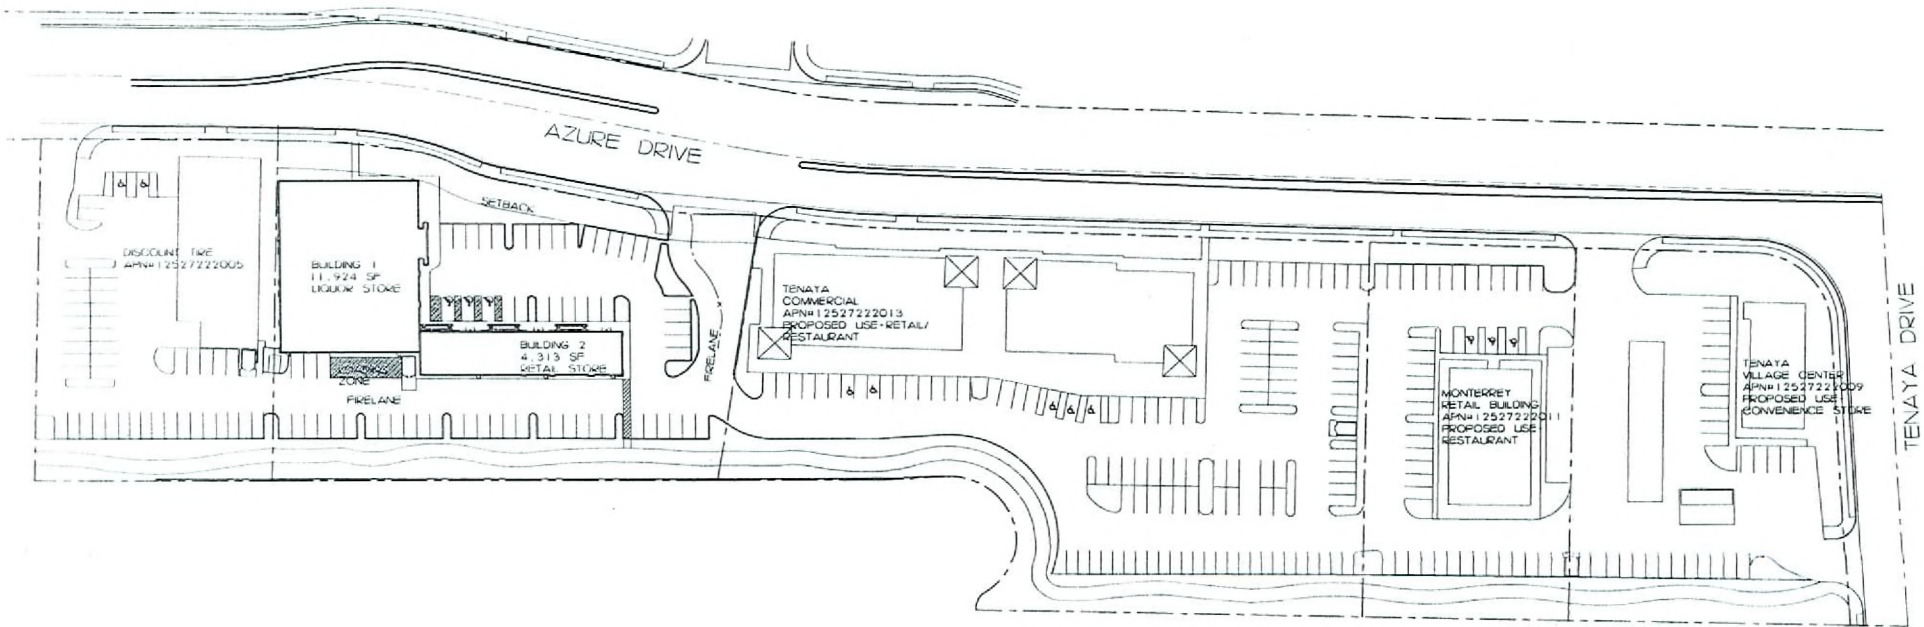 AZURE DRIVE
SETBACK
DISCOUNT TIRE
APN#12527222005
BUILDING 1
11,924 SF
LIQUOR STORE
BUILDING 2
4,313 SF
RETAIL STORE
LOADING
ZONE
FIRELANE
FIRELANE
TENAYA
COMMERCIAL
APN#12527222013
PROPOSED USE-RETAIL/
RESTAURANT
MONTERREY
RETAIL BUILDING
APN#12527222011
PROPOSED USE-
RESTAURANT
TENAYA
VILLAGE CENTER
APN#12527222009
PROPOSED USE-
CONVENIENCE STORE
TENAYA DRIVE